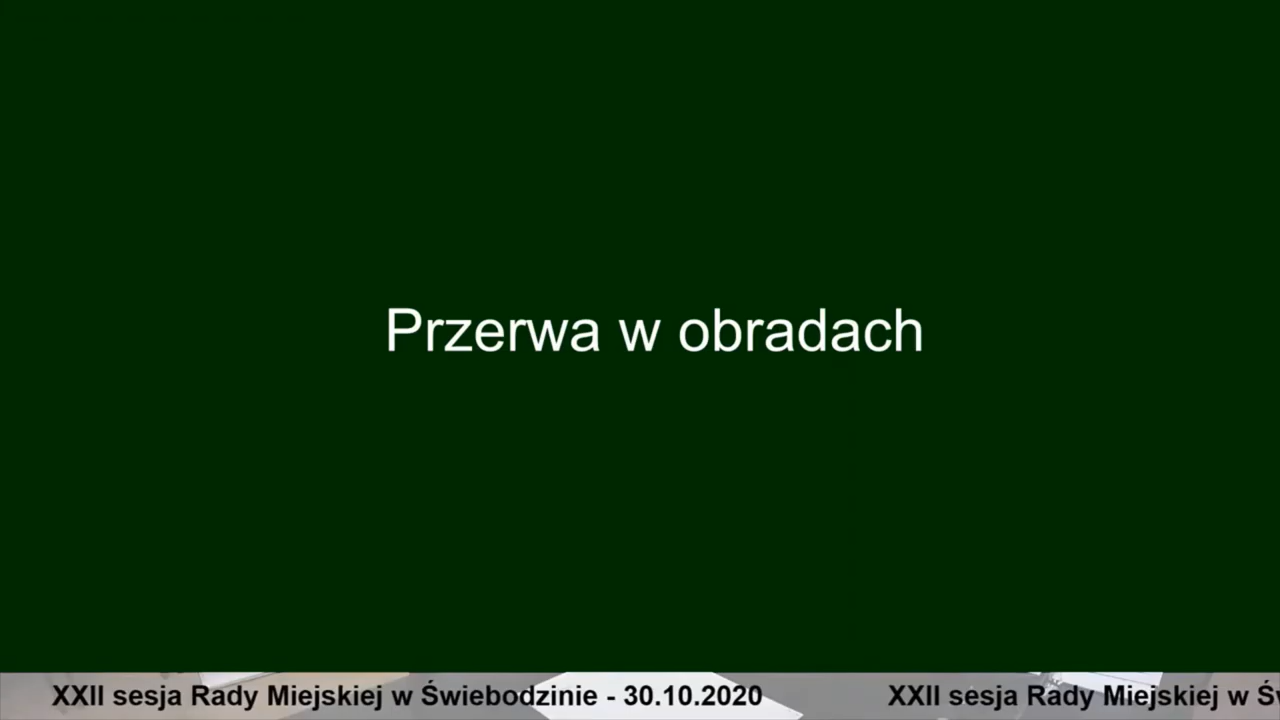 Przerwa w obradach
XXII sesja Rady Miejskiej w Świebodzinie - 30.10.2020 XXII sesja Rady Miejskiej w